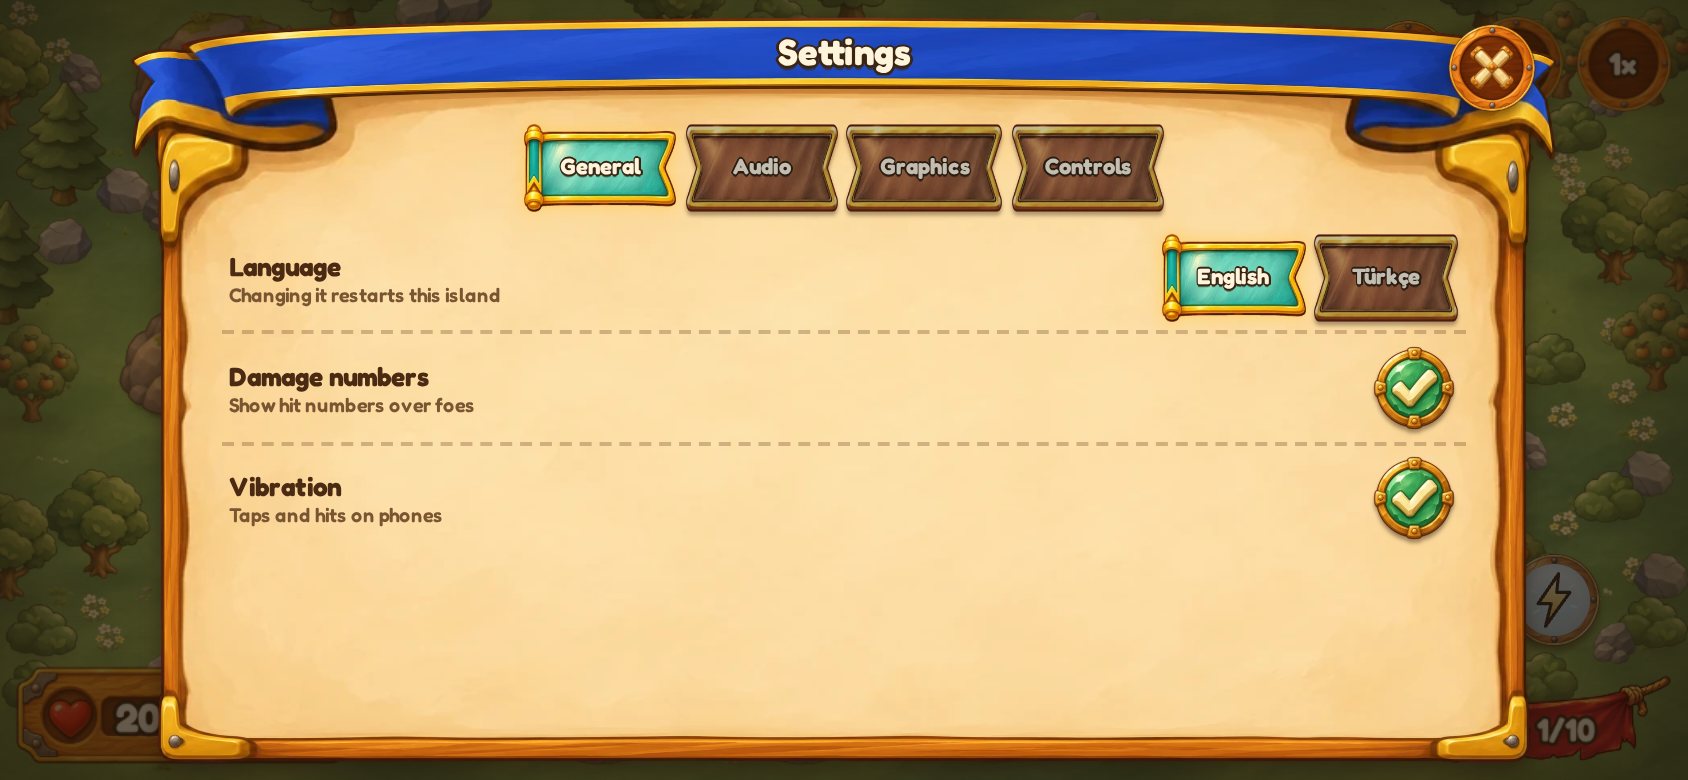 Settings
1x
General
Audio
Graphics
Controls
Language
Changing it restarts this island
English
Türkçe
Damage numbers
Show hit numbers over foes
Vibration
Taps and hits on phones
20
1/10